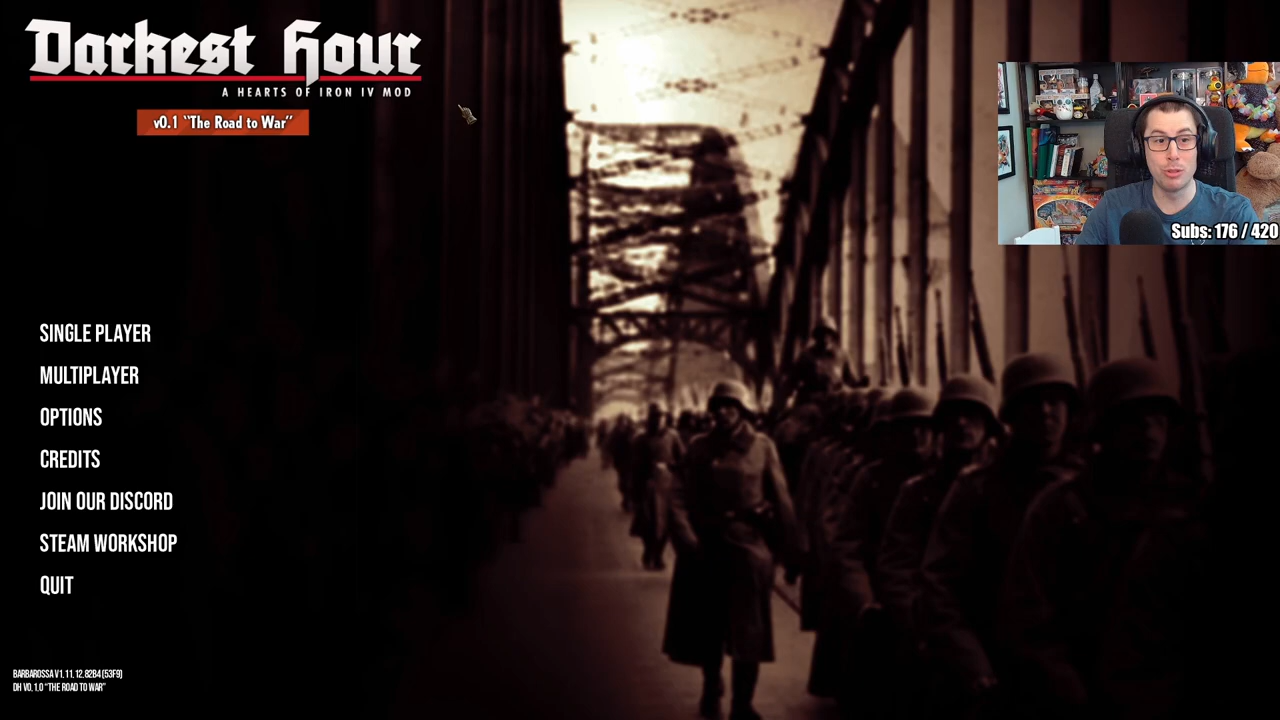 Darkest Hour
A HEARTS OF IRON IV MOD
v0.1 “The Road to War”
Subs: 176 / 420
SINGLE PLAYER
MULTIPLAYER
OPTIONS
CREDITS
JOIN OUR DISCORD
STEAM WORKSHOP
QUIT
BARBAROSSA V1.11.12.82B4 (53F9)
DH V0.1.0 “THE ROAD TO WAR”